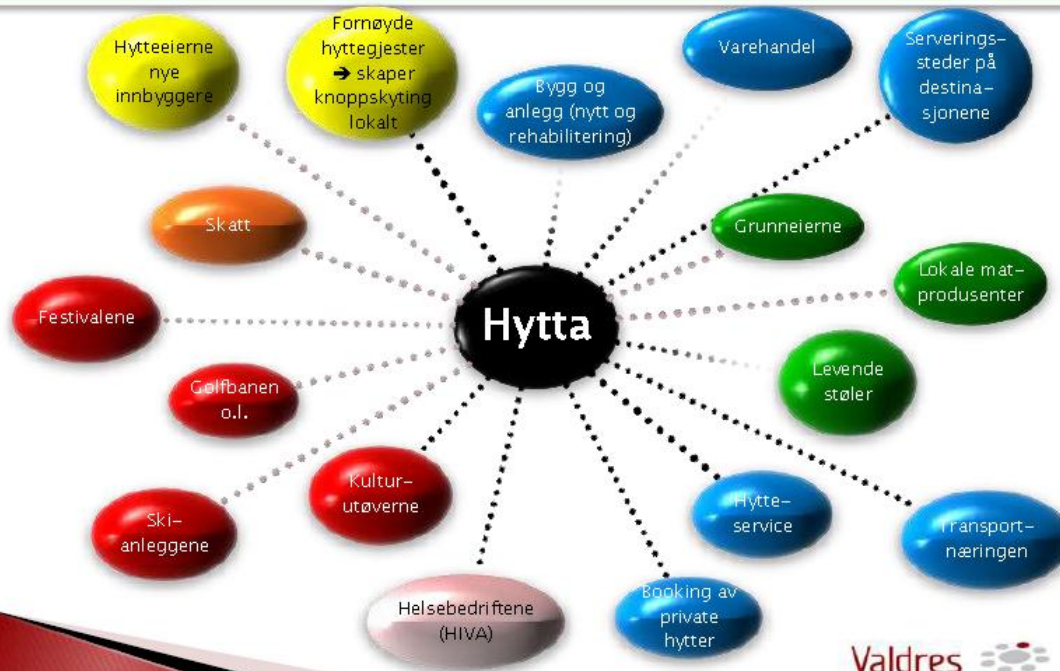 Hytteeierne
nye
innbyggere
Fornøyde
hyttegjester
→ skaper
knoppskyting
lokalt
Bygg og
anlegg (nytt og
rehabilitering)
Varehandel
Serverings–
steder på
destina–
sjonene
Skatt
Grunneierne
Lokale mat–
produsenter
Festivalene
Hytta
Levende
støler
Golfbanen
o.l.
Kultur–
utøverne
Ski–
anleggene
Hytte–
service
Transport–
næringen
Helsebedriftene
(HIVA)
Booking av
private
hytter
Valdres